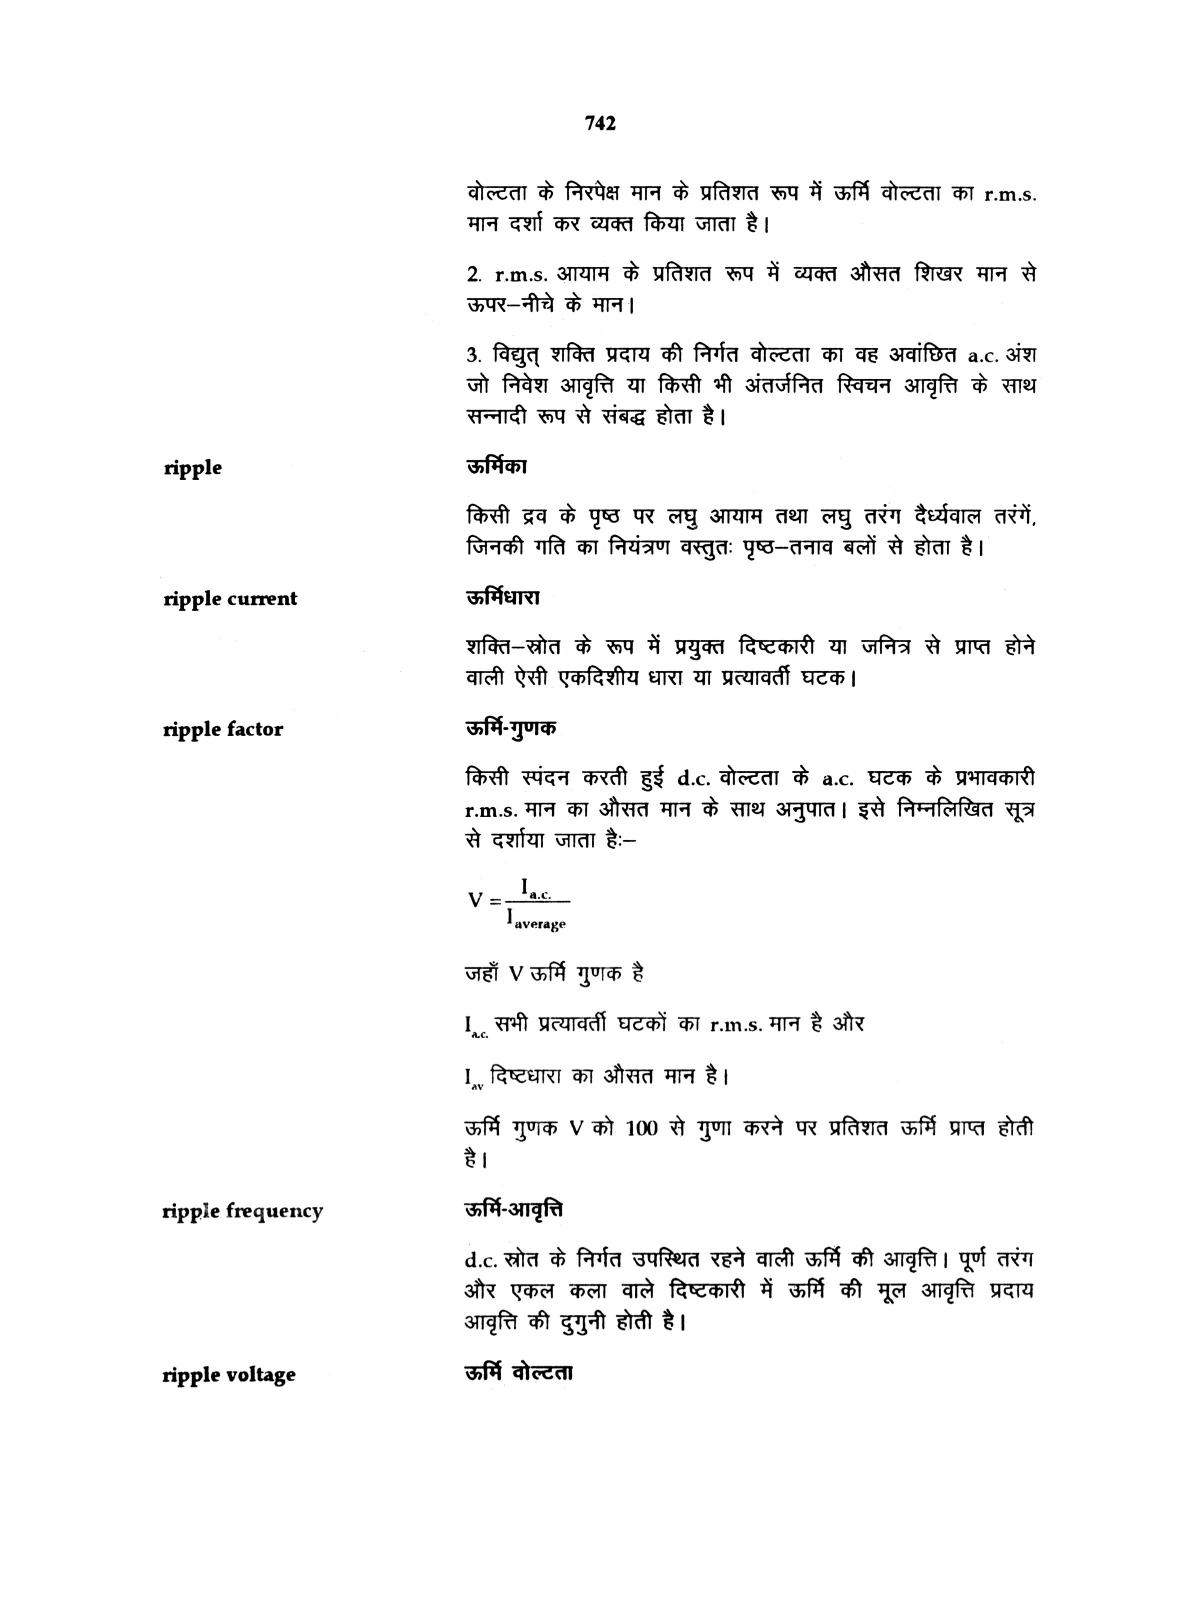 742
वोल्टता के निरपेक्ष मान के प्रतिशत रूप में ऊर्मि वोल्टता का r.m.s.
मान दर्शा कर व्यक्त किया जाता है।
2. r.m.s. आयाम के प्रतिशत रूप में व्यक्त औसत शिखर मान से
ऊपर–नीचे के मान।
3. विद्युत् शक्ति प्रदाय की निर्गत वोल्टता का वह अवांछित a.c. अंश
जो निवेश आवृत्ति या किसी भी अंतर्जनित स्विचन आवृत्ति के साथ
सन्नादी रूप से संबद्ध होता है।
ripple ऊर्मिका
किसी द्रव के पृष्ठ पर लघु आयाम तथा लघु तरंग दैर्ध्यवाल तरंगें,
जिनकी गति का नियंत्रण वस्तुतः पृष्ठ–तनाव बलों से होता है।
ripple current ऊर्मिधारा
शक्ति–स्रोत के रूप में प्रयुक्त दिष्टकारी या जनित्र से प्राप्त होने
वाली ऐसी एकदिशीय धारा या प्रत्यावर्ती घटक।
ripple factor ऊर्मि-गुणक
किसी स्पंदन करती हुई d.c. वोल्टता के a.c. घटक के प्रभावकारी
r.m.s. मान का औसत मान के साथ अनुपात। इसे निम्नलिखित सूत्र
से दर्शाया जाता हैः–
V = I a.c. / I average
जहाँ V ऊर्मि गुणक है
I a.c. सभी प्रत्यावर्ती घटकों का r.m.s. मान है और
I av दिष्टधारा का औसत मान है।
ऊर्मि गुणक V को 100 से गुणा करने पर प्रतिशत ऊर्मि प्राप्त होती
है।
ripple frequency ऊर्मि-आवृत्ति
d.c. स्रोत के निर्गत उपस्थित रहने वाली ऊर्मि की आवृत्ति। पूर्ण तरंग
और एकल कला वाले दिष्टकारी में ऊर्मि की मूल आवृत्ति प्रदाय
आवृत्ति की दुगुनी होती है।
ripple voltage ऊर्मि वोल्टता